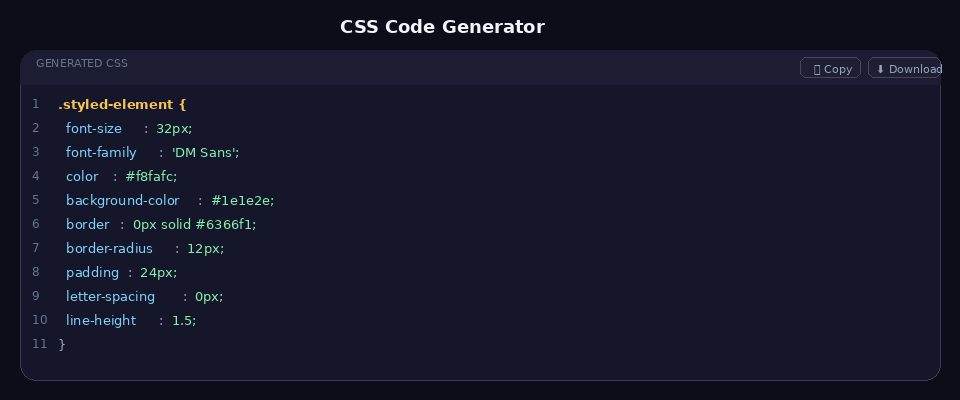 CSS Code Generator
GENERATED CSS
Copy
⬇ Download
1 .styled-element {
2 font-size : 32px;
3 font-family : 'DM Sans';
4 color : #f8fafc;
5 background-color : #1e1e2e;
6 border : 0px solid #6366f1;
7 border-radius : 12px;
8 padding : 24px;
9 letter-spacing : 0px;
10 line-height : 1.5;
11 }